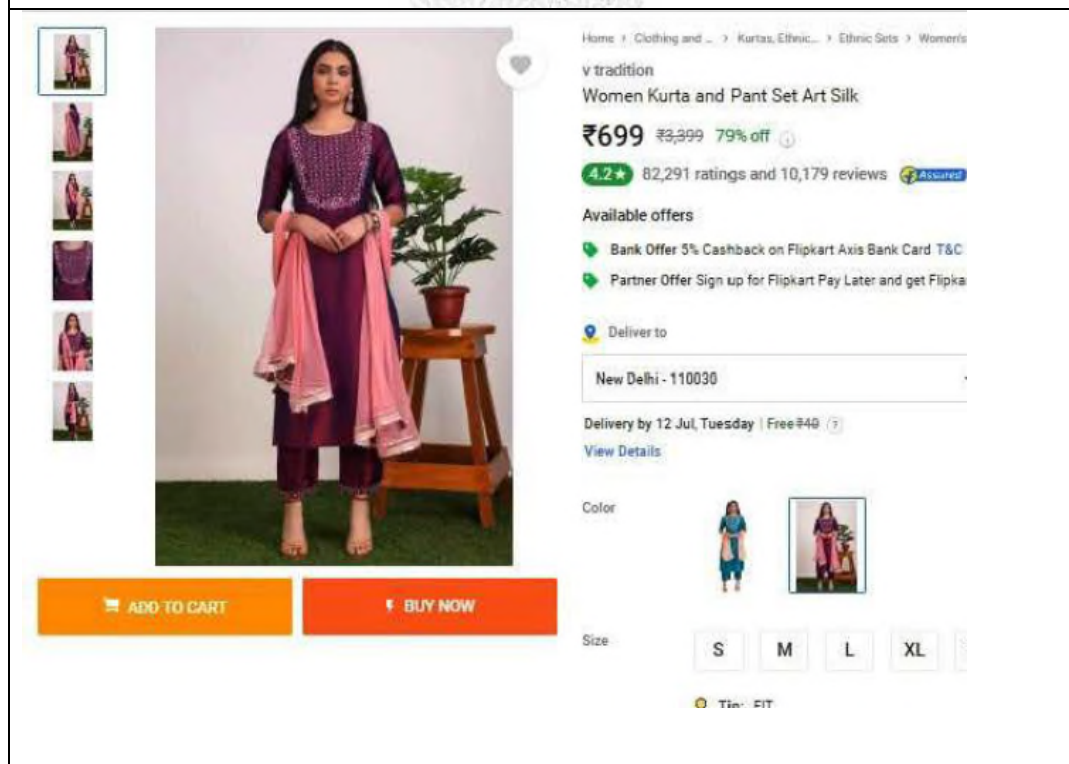 Home > Clothing and ... > Kurtas, Ethnic... > Ethnic Sets > Women's
v tradition
Women Kurta and Pant Set Art Silk
₹699 ₹3,399 79% off
4.2★ 82,291 ratings and 10,179 reviews Assured
Available offers
Bank Offer 5% Cashback on Flipkart Axis Bank Card T&C
Partner Offer Sign up for Flipkart Pay Later and get Flipka
Deliver to
New Delhi - 110030
Delivery by 12 Jul, Tuesday | Free ₹40 ?
View Details
Color
ADD TO CART
BUY NOW
Size
S M L XL
Tip: FIT